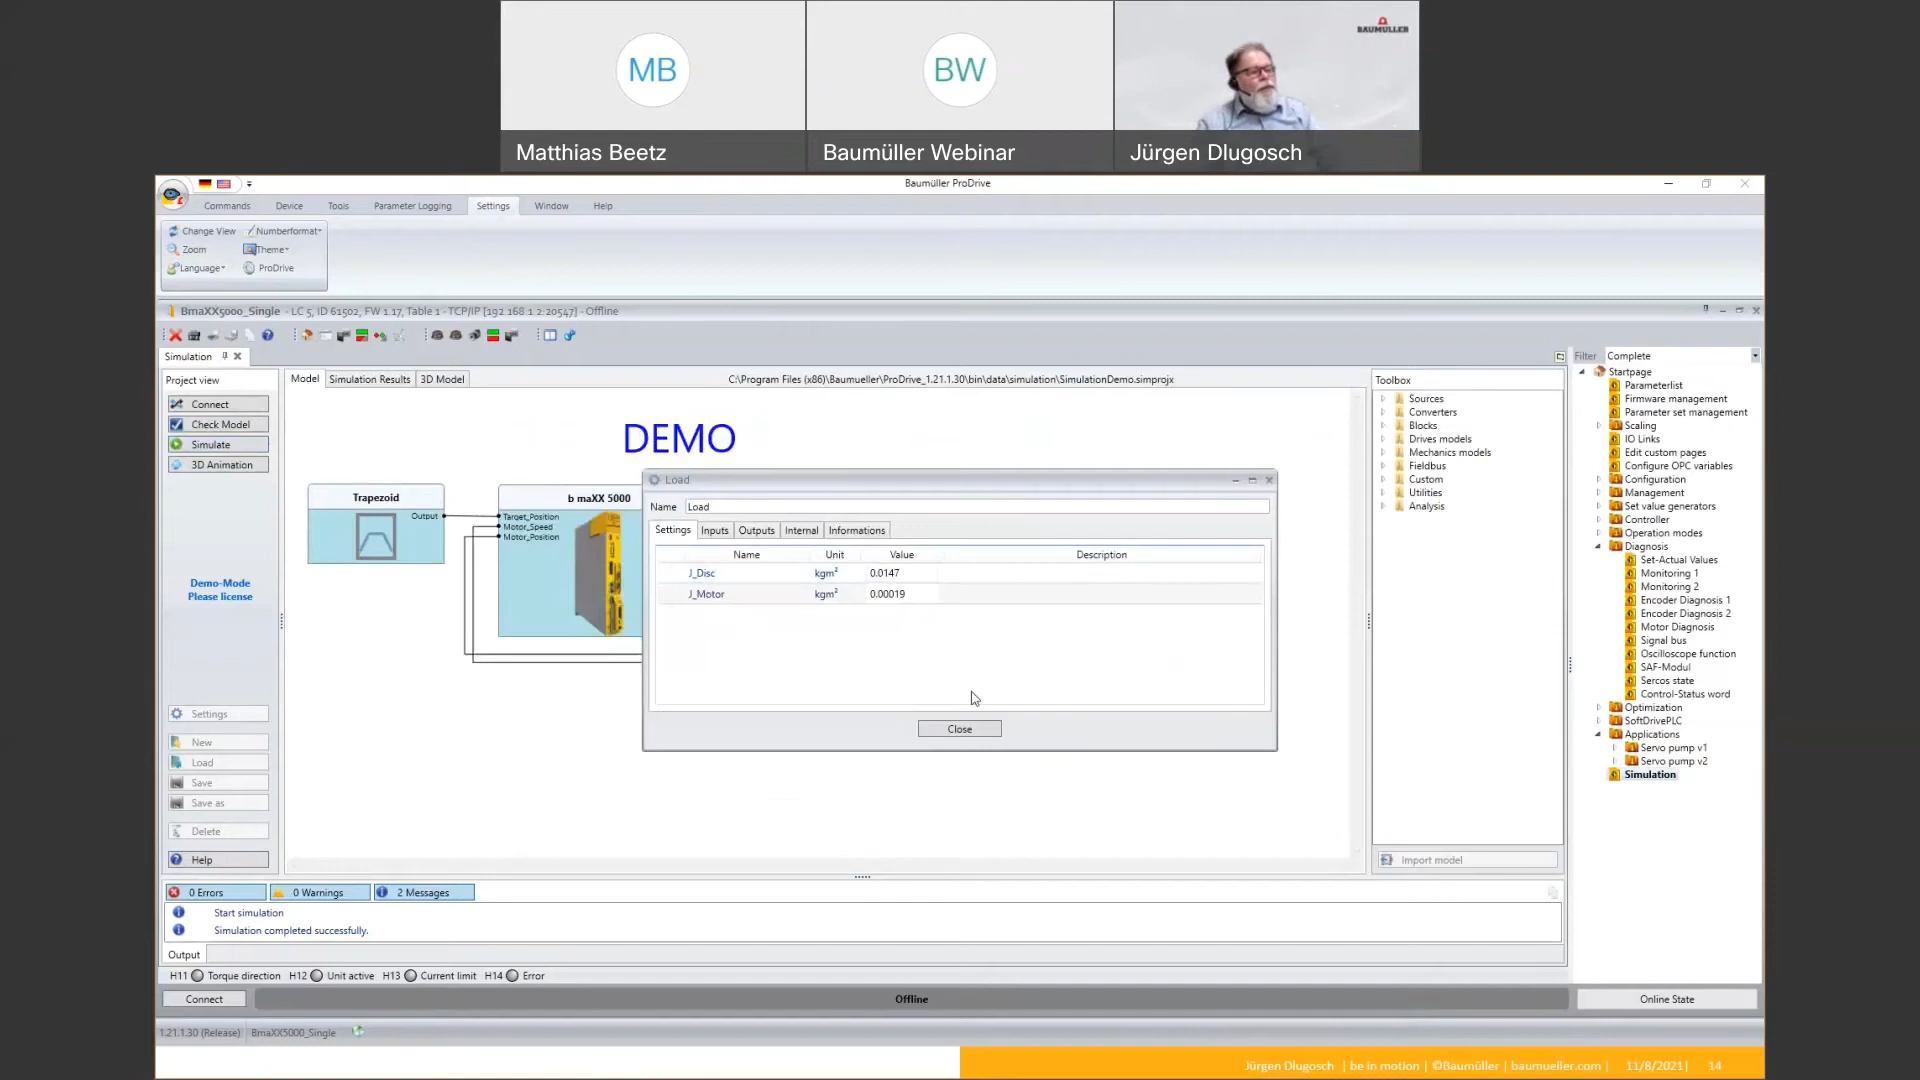 MB
BW
BAUMÜLLER
Matthias Beetz
Baumüller Webinar
Jürgen Dlugosch
Baumüller ProDrive
Commands Device Tools Parameter Logging Settings Window Help
Change View Numberformat
Zoom Theme
Language ProDrive
BmaXX5000_Single - LC 5, ID 61502, FW 1.17, Table 1 - TCP/IP [192.168.1.2:20547] - Offline
Simulation
Filter Complete
Project view
Model Simulation Results 3D Model
C:\Program Files (x86)\Baumueller\ProDrive_1.21.1.30\bin\data\simulation\SimulationDemo.simprojx
Connect
Check Model
Simulate
3D Animation
Demo-Mode
Please license
Settings
New
Load
Save
Save as
Delete
Help
DEMO
Trapezoid
Output
b maXX 5000
Target_Position
Motor_Speed
Motor_Position
Load
Name Load
Settings Inputs Outputs Internal Informations
Name Unit Value Description
J_Disc kgm² 0.0147
J_Motor kgm² 0.00019
Close
Toolbox
Sources
Converters
Blocks
Drives models
Mechanics models
Fieldbus
Custom
Utilities
Analysis
Import model
Startpage
Parameterlist
Firmware management
Parameter set management
Scaling
IO Links
Edit custom pages
Configure OPC variables
Configuration
Management
Set value generators
Controller
Operation modes
Diagnosis
Set-Actual Values
Monitoring 1
Monitoring 2
Encoder Diagnosis 1
Encoder Diagnosis 2
Motor Diagnosis
Signal bus
Oscilloscope function
SAF-Modul
Sercos state
Control-Status word
Optimization
SoftDrivePLC
Applications
Servo pump v1
Servo pump v2
Simulation
0 Errors 0 Warnings 2 Messages
Start simulation
Simulation completed successfully.
Output
H11 Torque direction H12 Unit active H13 Current limit H14 Error
Connect Offline Online State
1.21.1.30 (Release) BmaXX5000_Single
Jürgen Dlugosch | be in motion | ©Baumüller | baumueller.com | 11/8/2021 | 14